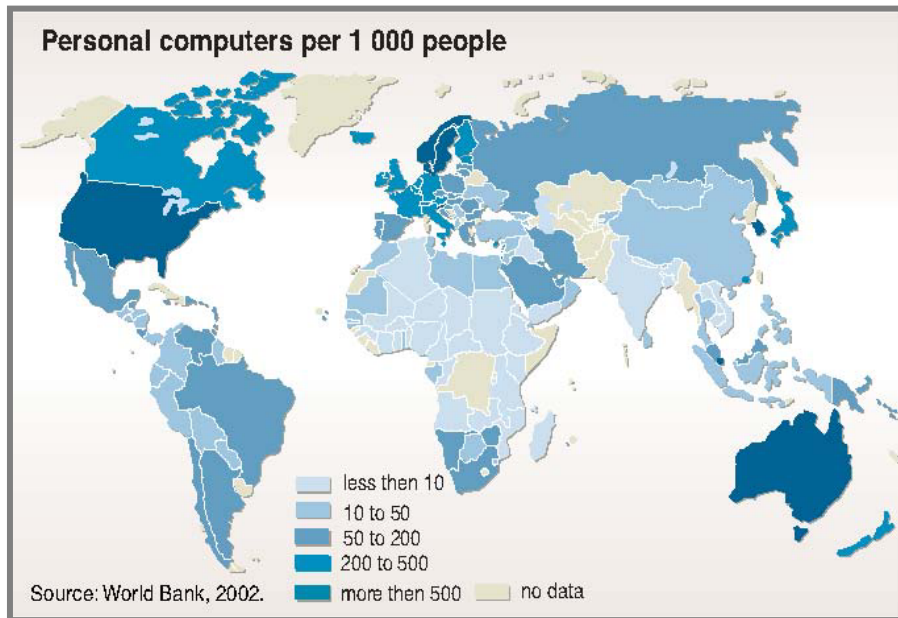 Personal computers per 1 000 people
less then 10
10 to 50
50 to 200
200 to 500
more then 500
no data
Source: World Bank, 2002.